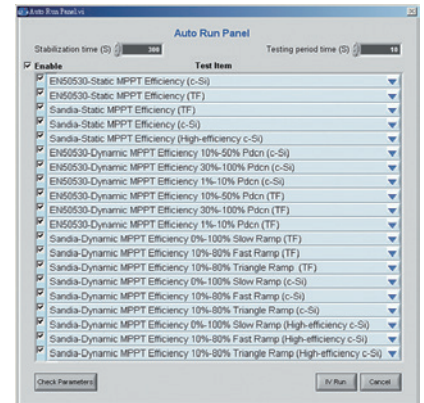 Auto Run Panel.vi
Auto Run Panel
Stabilization time (S) 300 Testing period time (S) 10
Enable Test Item
EN50530-Static MPPT Efficiency (c-Si)
EN50530-Static MPPT Efficiency (TF)
Sandia-Static MPPT Efficiency (TF)
Sandia-Static MPPT Efficiency (c-Si)
Sandia-Static MPPT Efficiency (High-efficiency c-Si)
EN50530-Dynamic MPPT Efficiency 10%-50% Pdcn (c-Si)
EN50530-Dynamic MPPT Efficiency 30%-100% Pdcn (c-Si)
EN50530-Dynamic MPPT Efficiency 1%-10% Pdcn (c-Si)
EN50530-Dynamic MPPT Efficiency 10%-50% Pdcn (TF)
EN50530-Dynamic MPPT Efficiency 30%-100% Pdcn (TF)
EN50530-Dynamic MPPT Efficiency 1%-10% Pdcn (TF)
Sandia-Dynamic MPPT Efficiency 0%-100% Slow Ramp (TF)
Sandia-Dynamic MPPT Efficiency 10%-80% Fast Ramp (TF)
Sandia-Dynamic MPPT Efficiency 10%-80% Triangle Ramp (TF)
Sandia-Dynamic MPPT Efficiency 0%-100% Slow Ramp (c-Si)
Sandia-Dynamic MPPT Efficiency 10%-80% Fast Ramp (c-Si)
Sandia-Dynamic MPPT Efficiency 10%-80% Triangle Ramp (c-Si)
Sandia-Dynamic MPPT Efficiency 0%-100% Slow Ramp (High-efficiency c-Si)
Sandia-Dynamic MPPT Efficiency 10%-80% Fast Ramp (High-efficiency c-Si)
Sandia-Dynamic MPPT Efficiency 10%-80% Triangle Ramp (High-efficiency c-Si)
Check Parameters IV Run Cancel